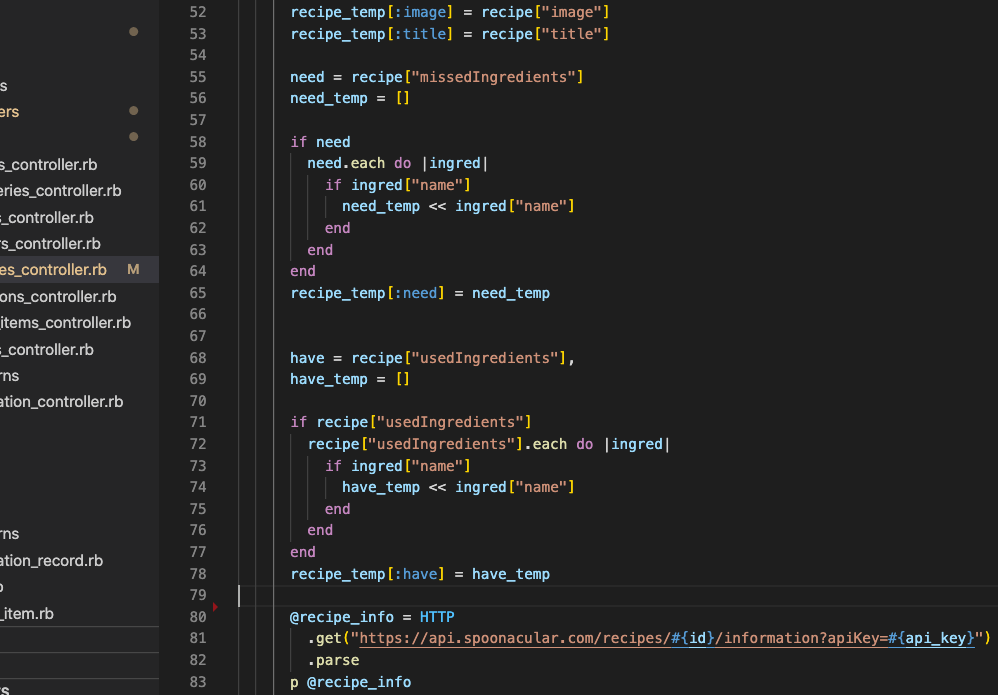 52 recipe_temp[:image] = recipe["image"]
53 recipe_temp[:title] = recipe["title"]
54
s
55 need = recipe["missedIngredients"]
56 need_temp = []
ers
57
58 if need
s_controller.rb
59 need.each do |ingred|
eries_controller.rb
60 if ingred["name"]
61 need_temp << ingred["name"]
s_controller.rb
62 end
rs_controller.rb
63 end
es_controller.rb M
64 end
ons_controller.rb
65 recipe_temp[:need] = need_temp
_items_controller.rb
66
67
s_controller.rb
68 have = recipe["usedIngredients"],
rns
69 have_temp = []
ation_controller.rb
70
71 if recipe["usedIngredients"]
72 recipe["usedIngredients"].each do |ingred|
73 if ingred["name"]
74 have_temp << ingred["name"]
75 end
rns
76 end
ation_record.rb
77 end
78 recipe_temp[:have] = have_temp
79
_item.rb
80 @recipe_info = HTTP
81 .get("https://api.spoonacular.com/recipes/#{id}/information?apiKey=#{api_key}")
82 .parse
83 p @recipe_info